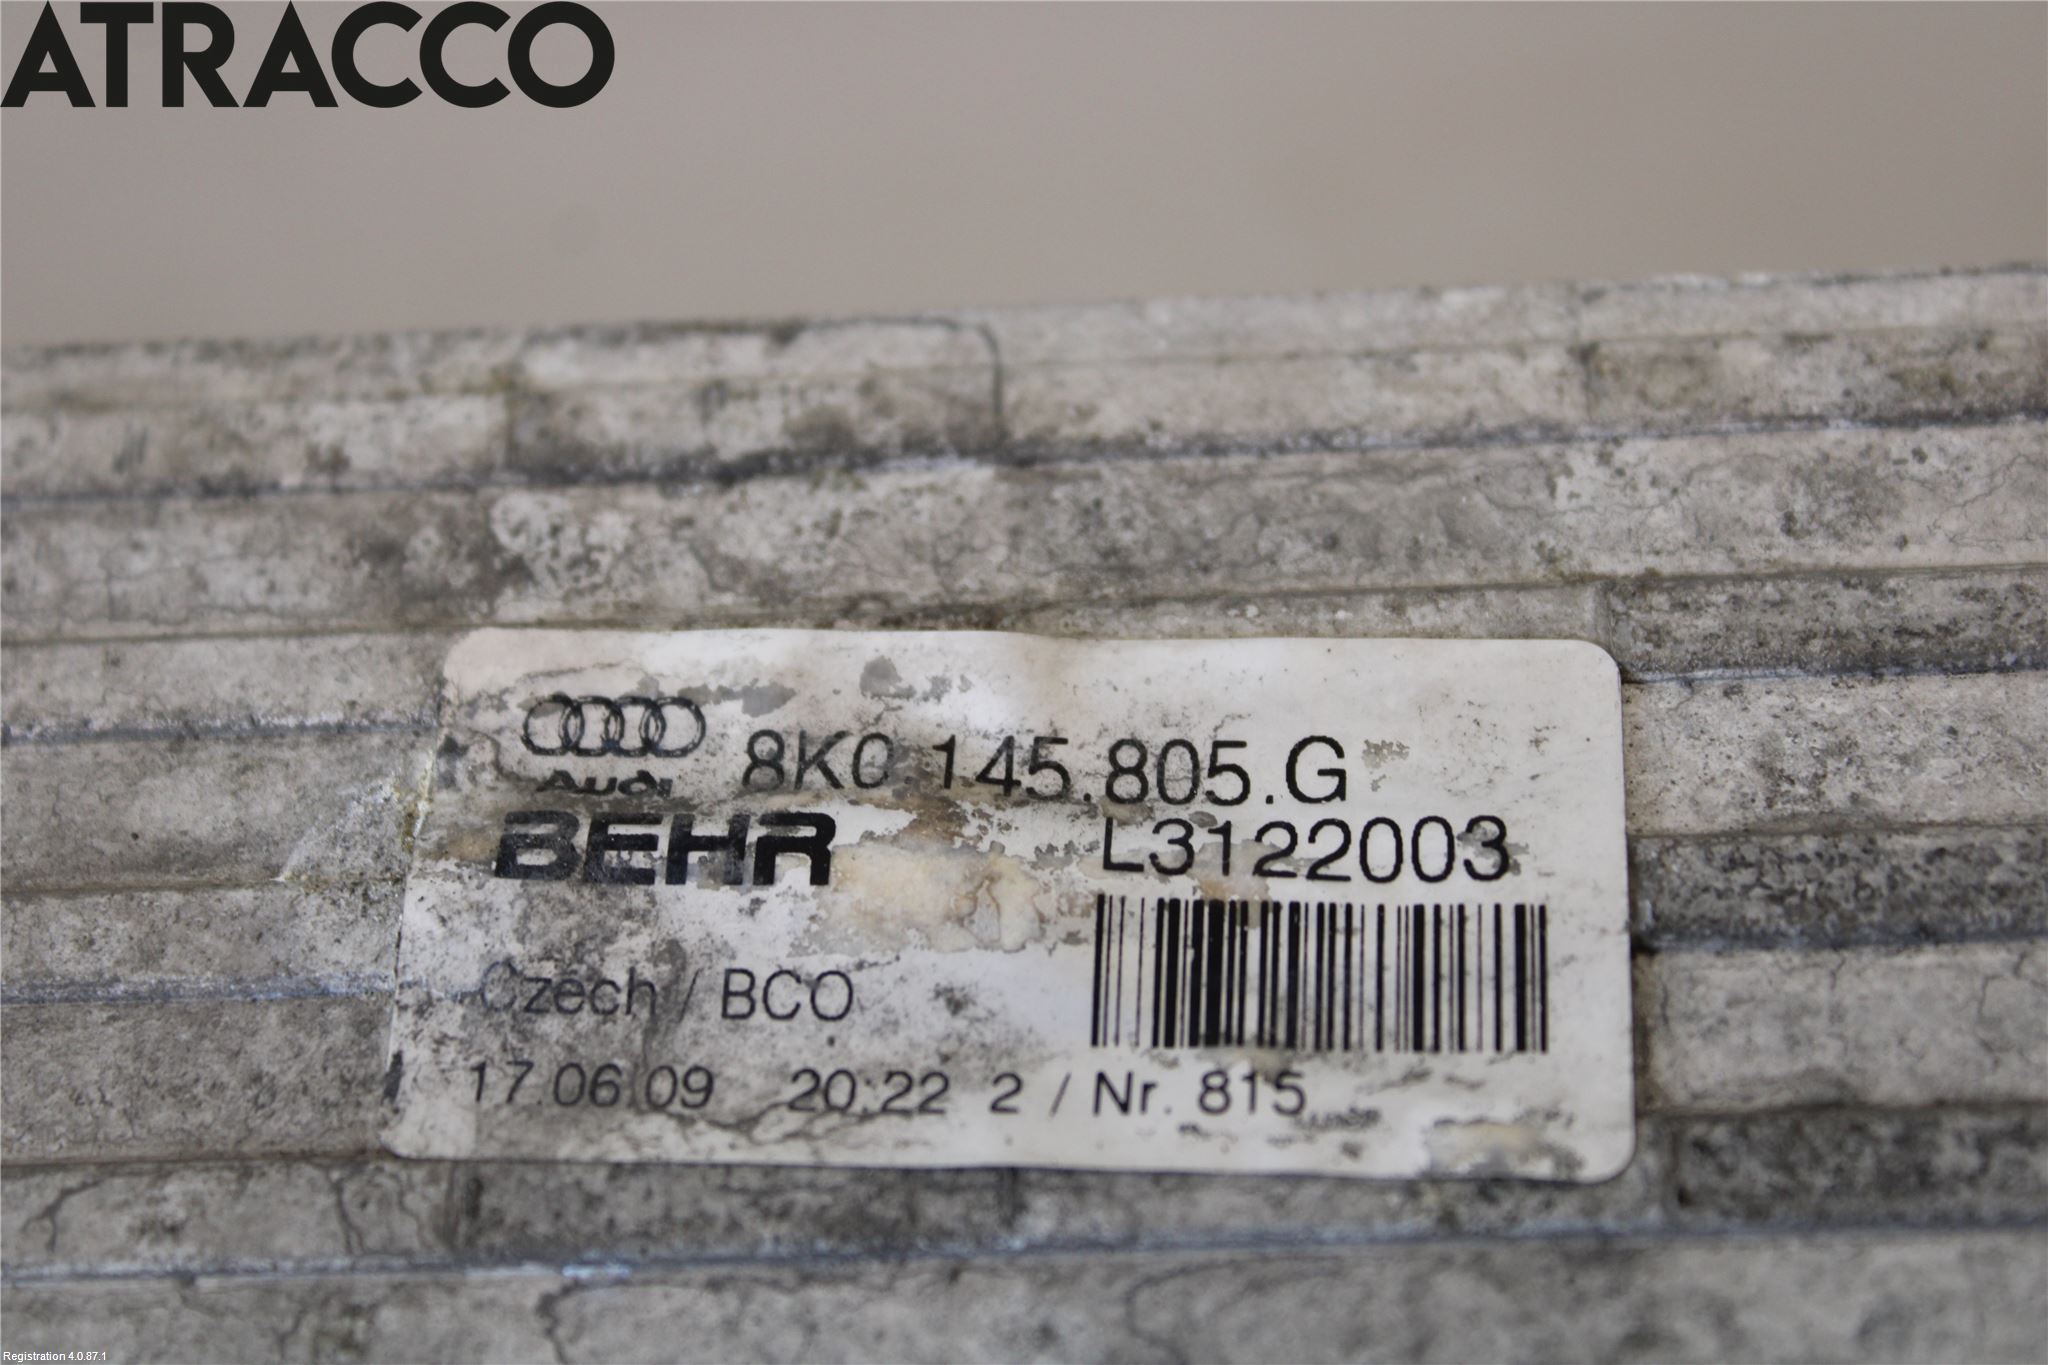 ATRACCO
Audi 8K0.145.805.G
BEHR L3122003
Czech / BCO
17.06.09 20:22 2 / Nr. 815
Registration 4.0.87.1